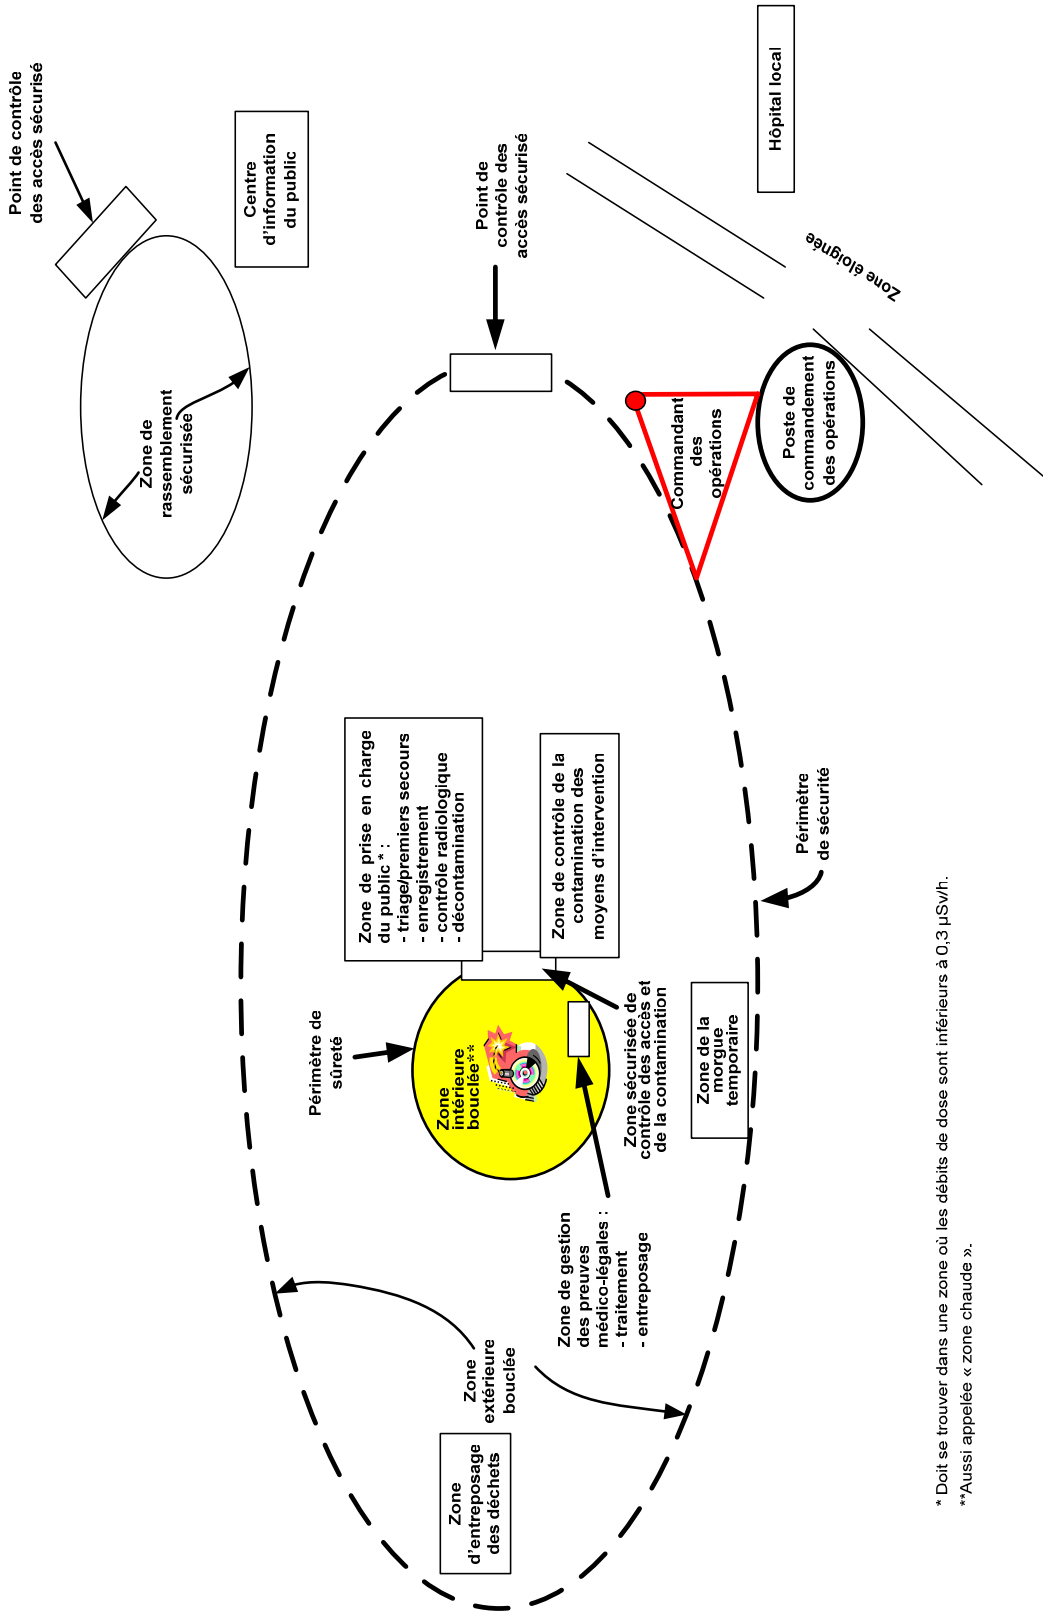 Point de contrôle
des accès sécurisé
Zone de
rassemblement
sécurisée
Centre
d'information
du public
Point de
contrôle des
accès sécurisé
Hôpital local
Zone éloignée
Commandant
des
opérations
Poste de
commandement
des opérations
Zone de prise en charge
du public * :
- triage/premiers secours
- enregistrement
- contrôle radiologique
- décontamination
Zone de contrôle de la
contamination des
moyens d'intervention
Périmètre de
sûreté
Zone
intérieure
bouclée**
Zone sécurisée de
contrôle des accès et
de la contamination
Zone de la
morgue
temporaire
Périmètre
de sécurité
Zone de gestion
des preuves
médico-légales :
- traitement
- entreposage
Zone
extérieure
bouclée
Zone
d'entreposage
des déchets
* Doit se trouver dans une zone où les débits de dose sont inférieurs à 0,3 µSv/h.
**Aussi appelée « zone chaude ».